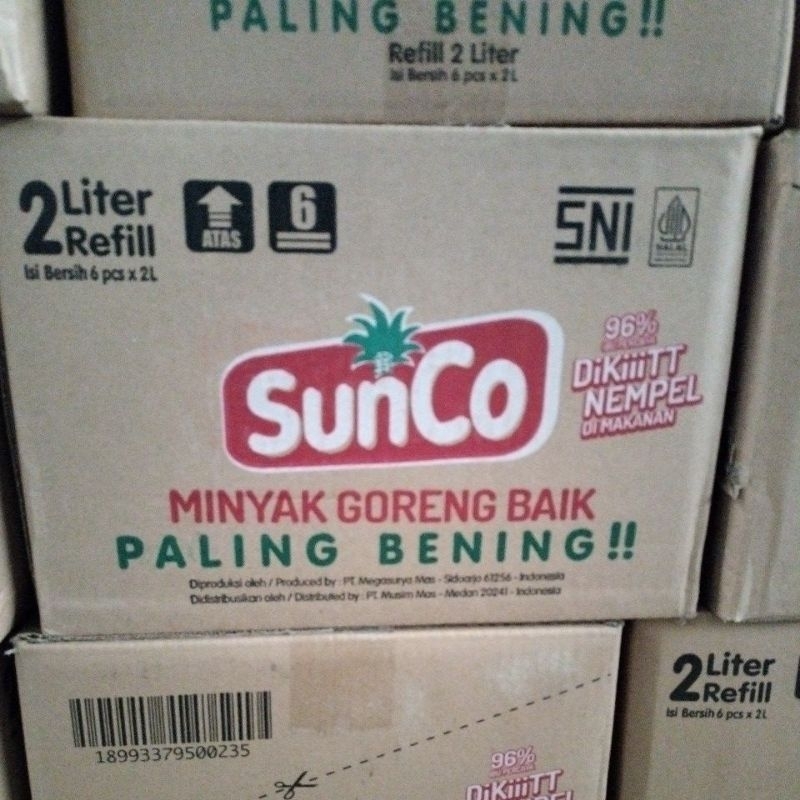 PALING BENING!!
Refill 2 Liter
Isi Bersih 6 pcs x 2L
2 Liter
Refill
Isi Bersih 6 pcs x 2L
ATAS
6
SNI
HALAL
SunCo
96%
DiKiiiTT
NEMPEL
DI MAKANAN
MINYAK GORENG BAIK
PALING BENING!!
Diproduksi oleh / Produced by : PT. Megasurya Mas - Sidoarjo 61256 - Indonesia
Didistribusikan oleh / Distributed by : PT. Musim Mas - Medan 20241 - Indonesia
18993379500235
96%
DiKiiiTT
2 Liter
Refill
Isi Bersih 6 pcs x 2L